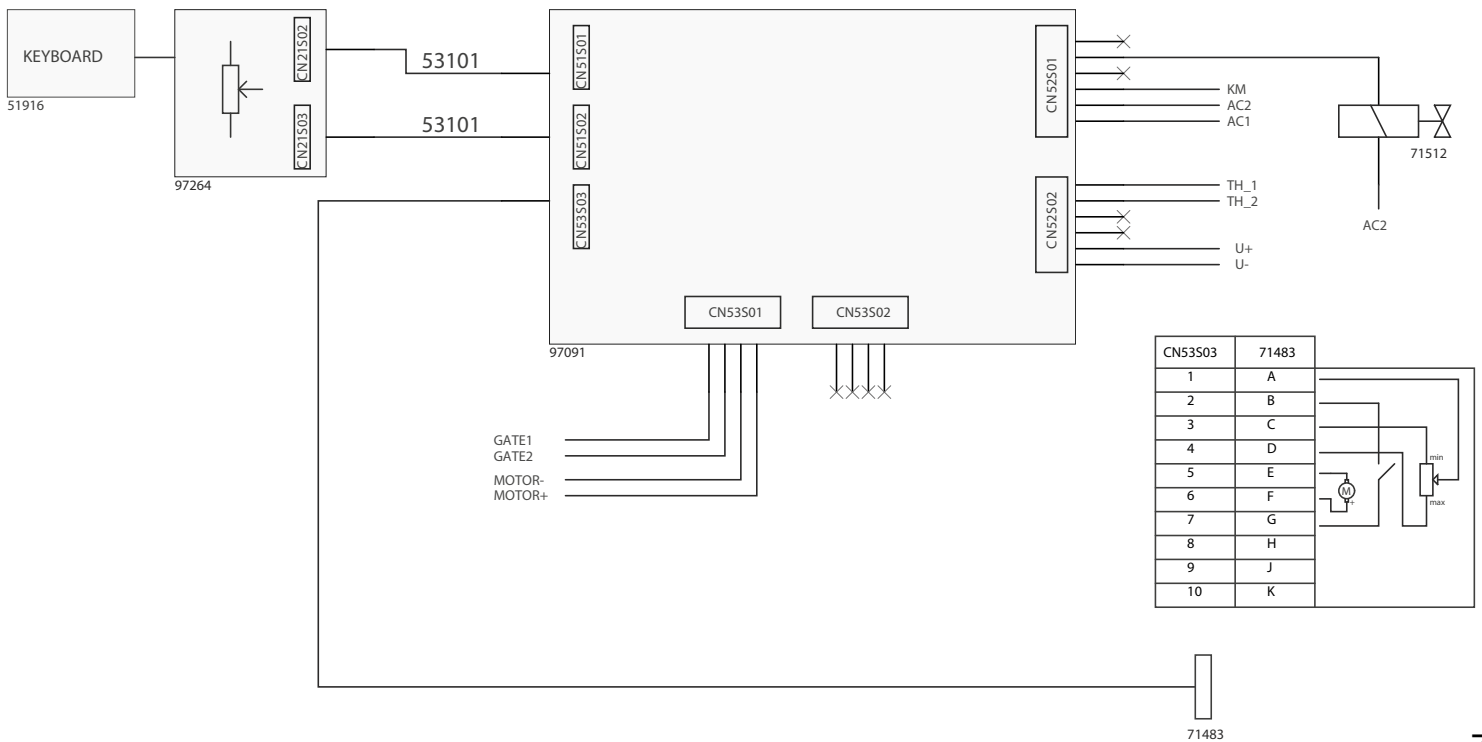 KEYBOARD
51916
CN21S02
CN21S03
97264
53101
53101
CN51S01
CN51S02
CN53S03
CN52S01
CN52S02
CN53S01
CN53S02
97091
KM
AC2
AC1
TH_1
TH_2
U+
U-
71512
AC2
GATE1
GATE2
MOTOR-
MOTOR+
CN53S03 71483
1 A
2 B
3 C
4 D
5 E
6 F
7 G
8 H
9 J
10 K
min
M
+
max
71483